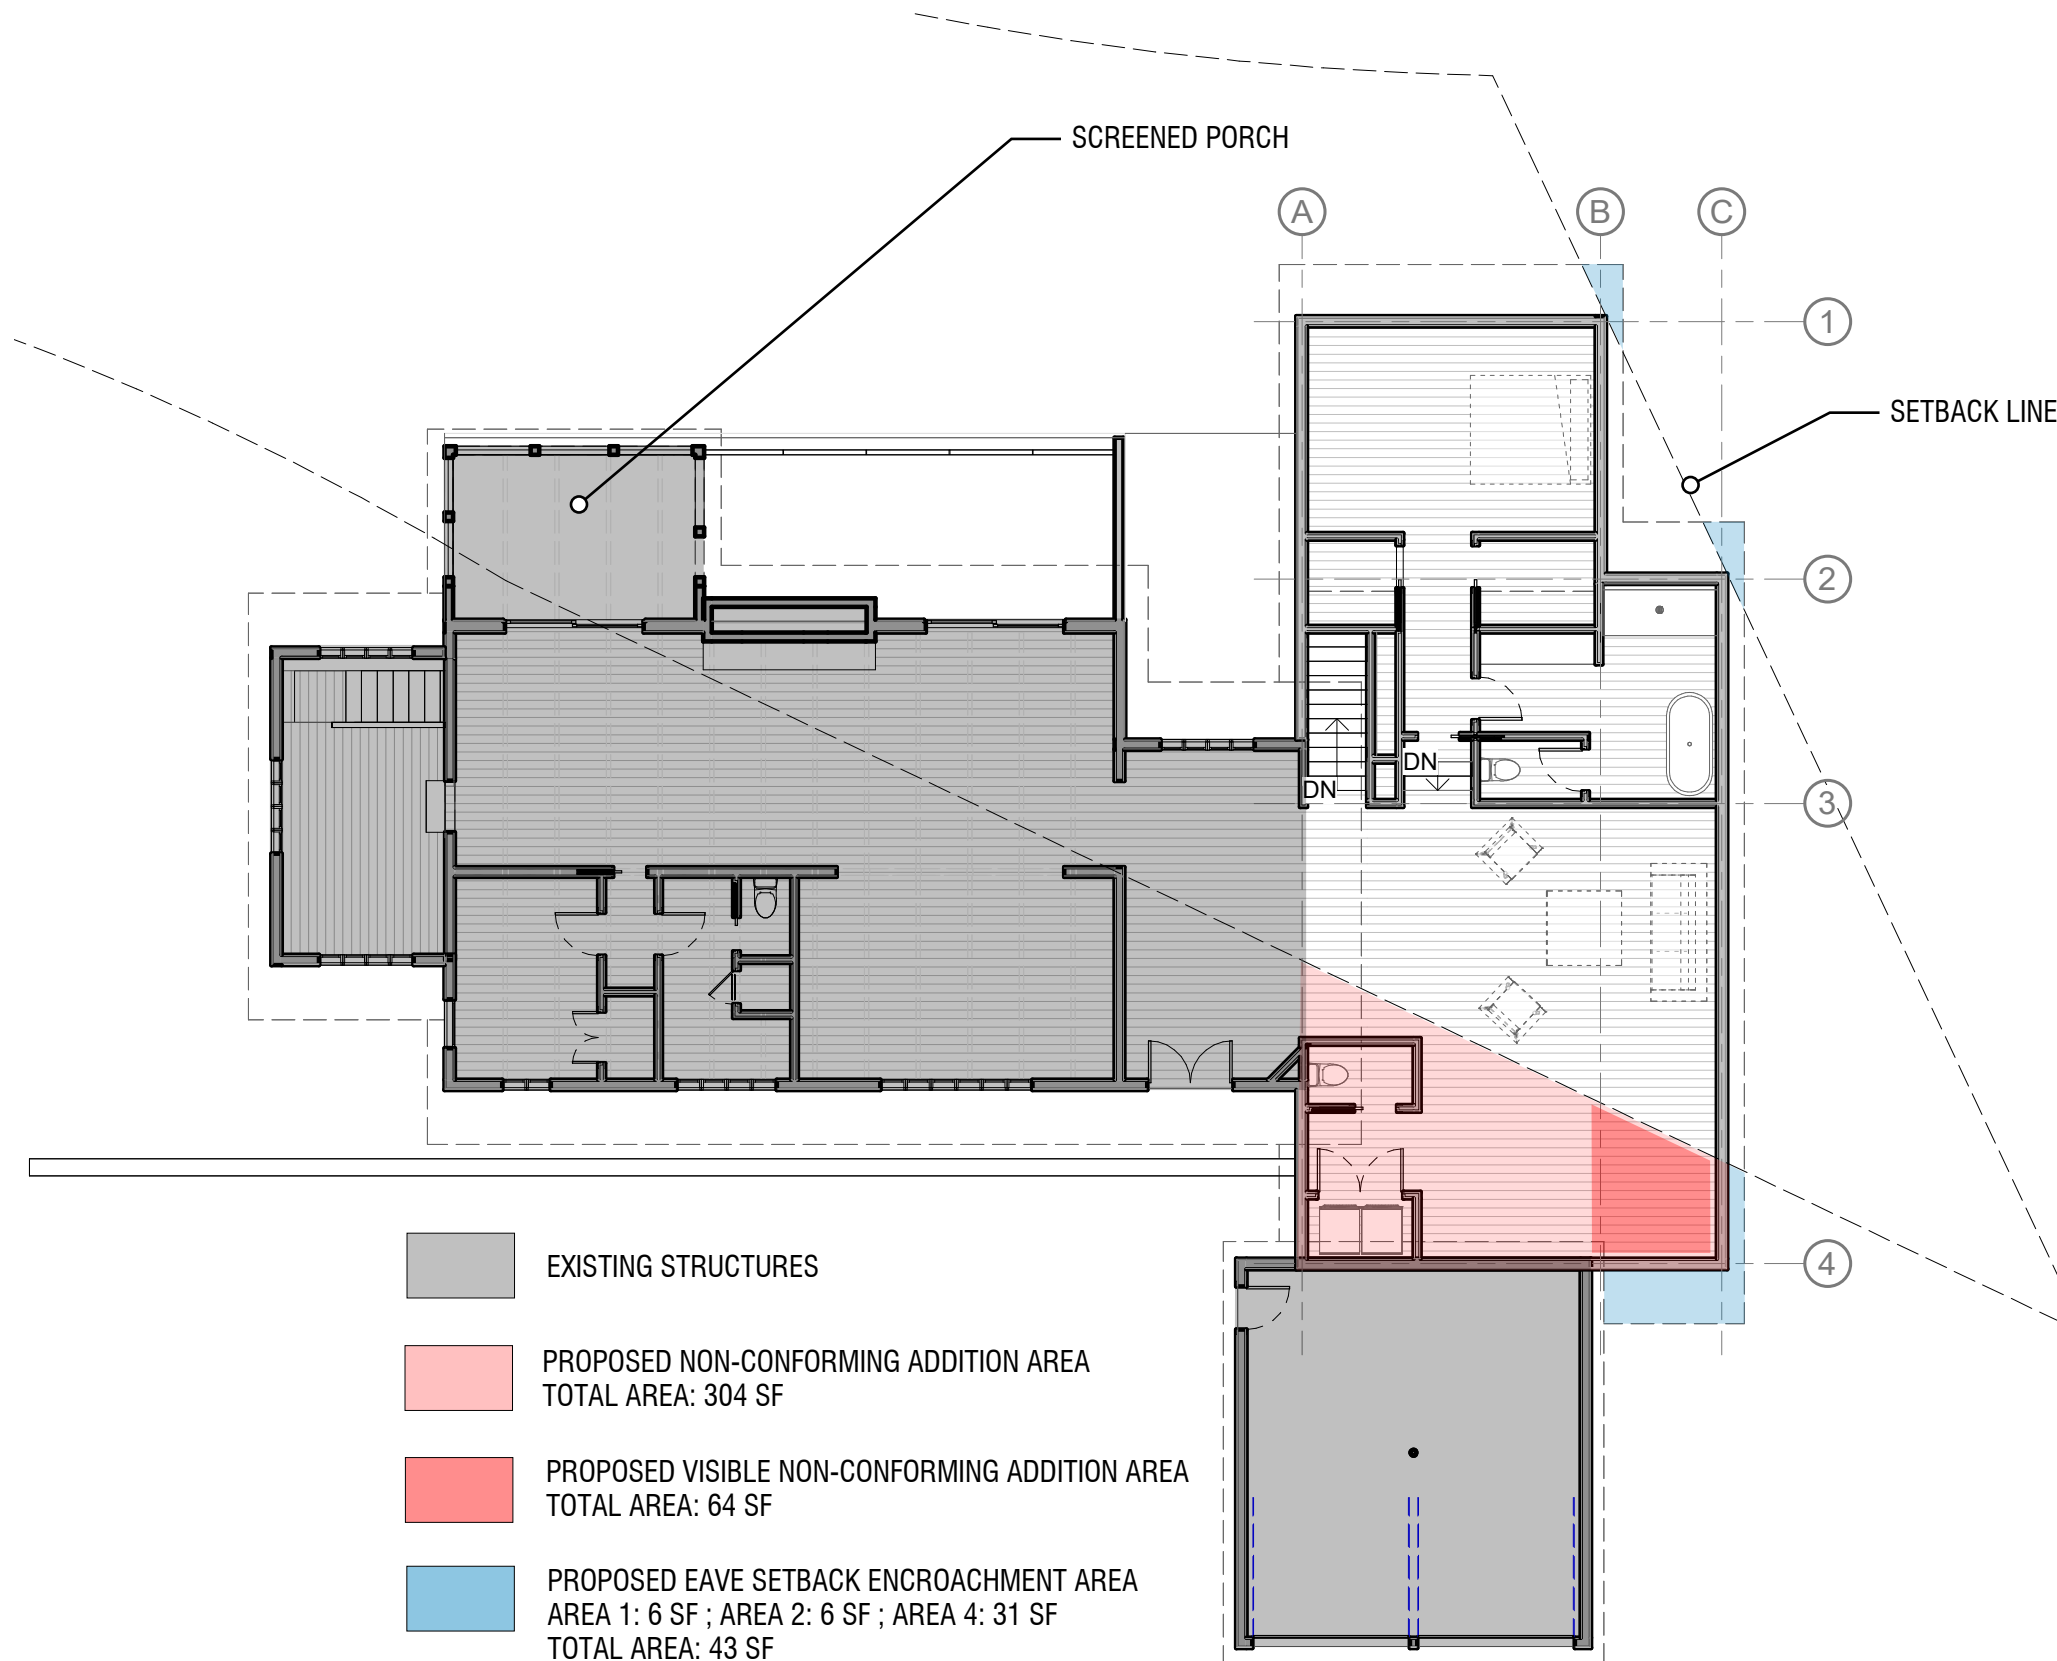 SCREENED PORCH
A
B
C
1
SETBACK LINE
2
DN
DN
3
4
EXISTING STRUCTURES
PROPOSED NON-CONFORMING ADDITION AREA
TOTAL AREA: 304 SF
PROPOSED VISIBLE NON-CONFORMING ADDITION AREA
TOTAL AREA: 64 SF
PROPOSED EAVE SETBACK ENCROACHMENT AREA
AREA 1: 6 SF ; AREA 2: 6 SF ; AREA 4: 31 SF
TOTAL AREA: 43 SF